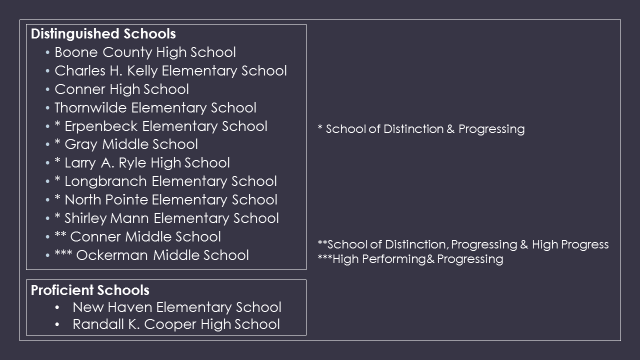 Distinguished Schools
• Boone County High School
• Charles H. Kelly Elementary School
• Conner High School
• Thornwilde Elementary School
• * Erpenbeck Elementary School
• * Gray Middle School
• * Larry A. Ryle High School
• * Longbranch Elementary School
• * North Pointe Elementary School
• * Shirley Mann Elementary School
• ** Conner Middle School
• *** Ockerman Middle School
* School of Distinction & Progressing
**School of Distinction, Progressing & High Progress
***High Performing& Progressing
Proficient Schools
• New Haven Elementary School
• Randall K. Cooper High School